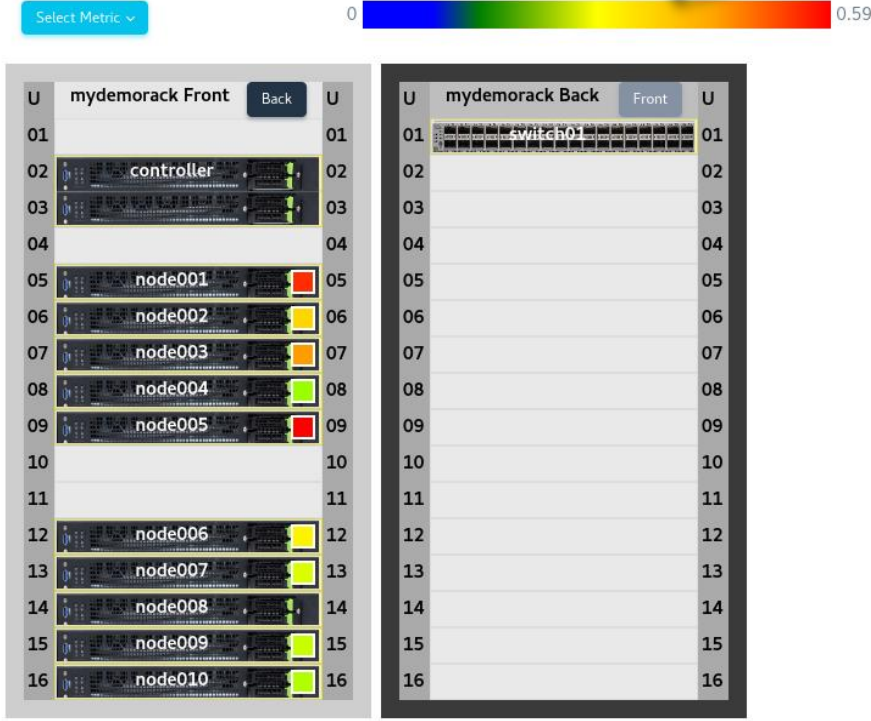 Select Metric
0 0.59
U mydemorack Front Back U
01 01
02 controller 02
03 03
04 04
05 node001 05
06 node002 06
07 node003 07
08 node004 08
09 node005 09
10 10
11 11
12 node006 12
13 node007 13
14 node008 14
15 node009 15
16 node010 16
U mydemorack Back Front U
01 switch01 01
02 02
03 03
04 04
05 05
06 06
07 07
08 08
09 09
10 10
11 11
12 12
13 13
14 14
15 15
16 16